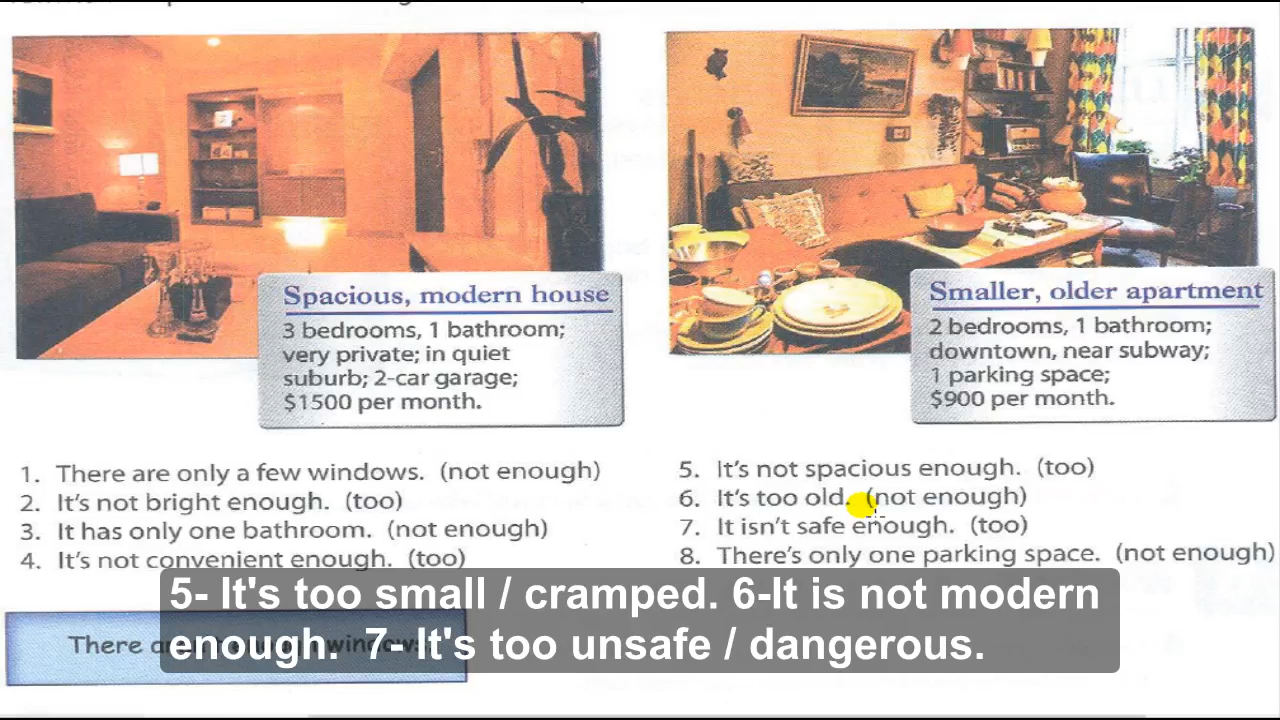 Spacious, modern house
3 bedrooms, 1 bathroom;
very private; in quiet
suburb; 2-car garage;
$1500 per month.
Smaller, older apartment
2 bedrooms, 1 bathroom;
downtown, near subway;
1 parking space;
$900 per month.
1. There are only a few windows. (not enough)
2. It's not bright enough. (too)
3. It has only one bathroom. (not enough)
4. It's not convenient enough. (too)
5. It's not spacious enough. (too)
6. It's too old. (not enough)
7. It isn't safe enough. (too)
8. There's only one parking space. (not enough)
There
5- It's too small / cramped. 6-It is not modern
enough. 7- It's too unsafe / dangerous.